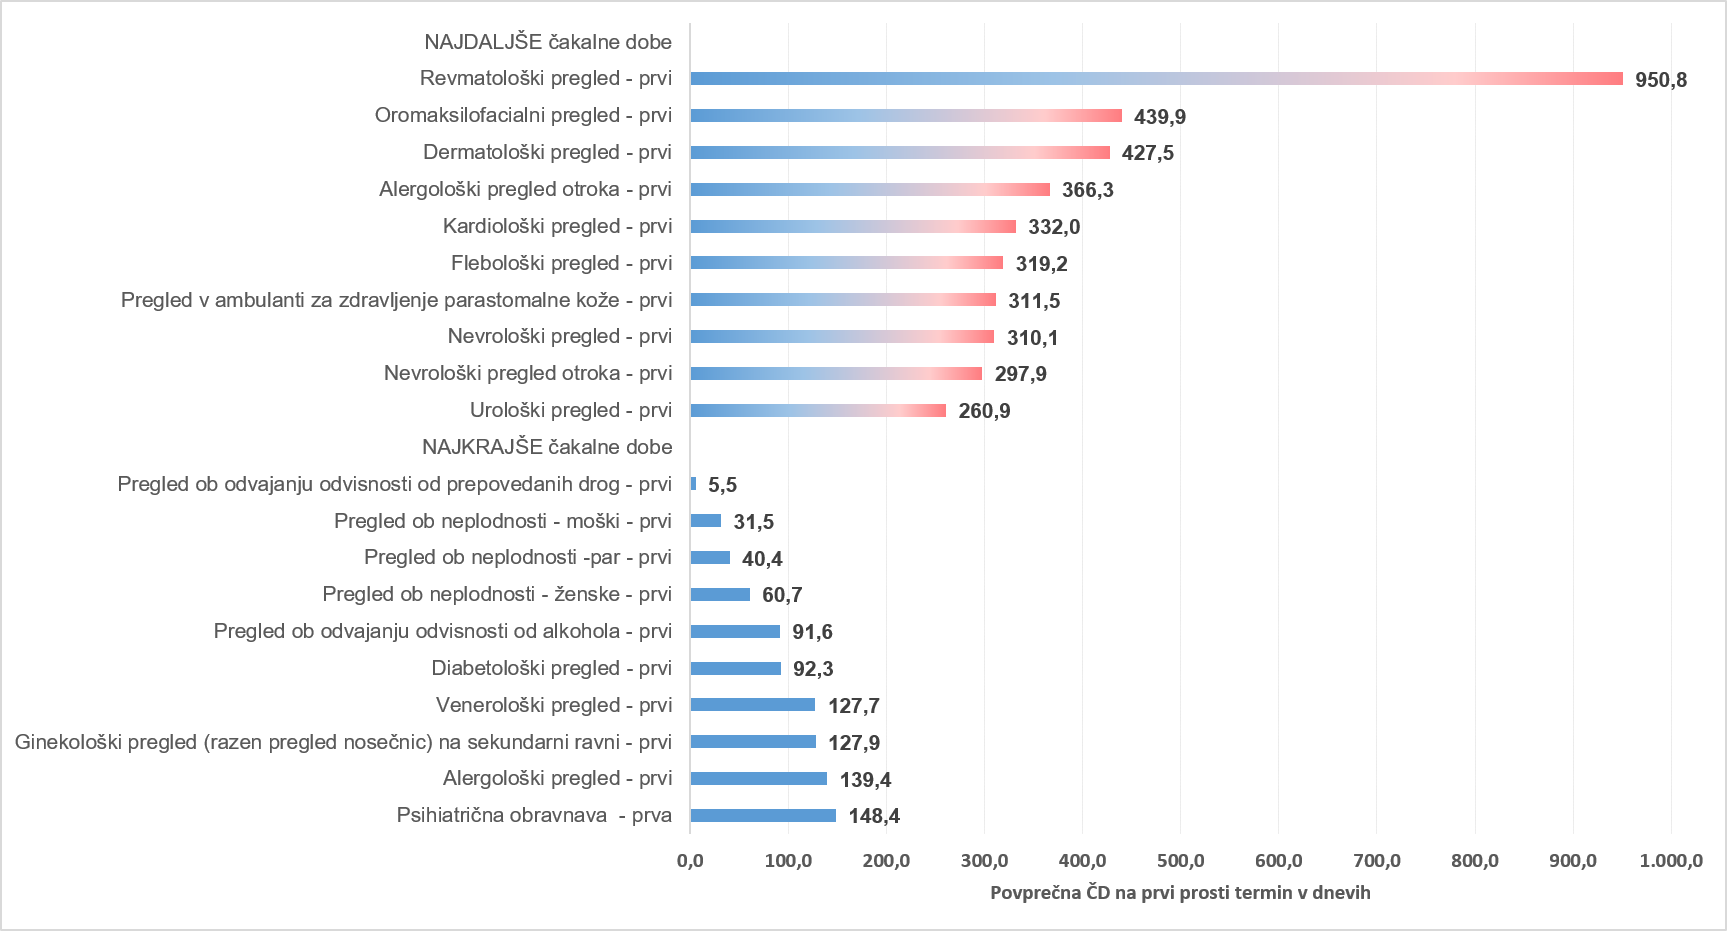 NAJDALJŠE čakalne dobe
Revmatološki pregled - prvi 950,8
Oromaksilofacialni pregled - prvi 439,9
Dermatološki pregled - prvi 427,5
Alergološki pregled otroka - prvi 366,3
Kardiološki pregled - prvi 332,0
Flebološki pregled - prvi 319,2
Pregled v ambulanti za zdravljenje parastomalne kože - prvi 311,5
Nevrološki pregled - prvi 310,1
Nevrološki pregled otroka - prvi 297,9
Urološki pregled - prvi 260,9
NAJKRAJŠE čakalne dobe
Pregled ob odvajanju odvisnosti od prepovedanih drog - prvi 5,5
Pregled ob neplodnosti - moški - prvi 31,5
Pregled ob neplodnosti -par - prvi 40,4
Pregled ob neplodnosti - ženske - prvi 60,7
Pregled ob odvajanju odvisnosti od alkohola - prvi 91,6
Diabetološki pregled - prvi 92,3
Venerološki pregled - prvi 127,7
Ginekološki pregled (razen pregled nosečnic) na sekundarni ravni - prvi 127,9
Alergološki pregled - prvi 139,4
Psihiatrična obravnava  - prva 148,4
0,0 100,0 200,0 300,0 400,0 500,0 600,0 700,0 800,0 900,0 1.000,0
Povprečna ČD na prvi prosti termin v dnevih